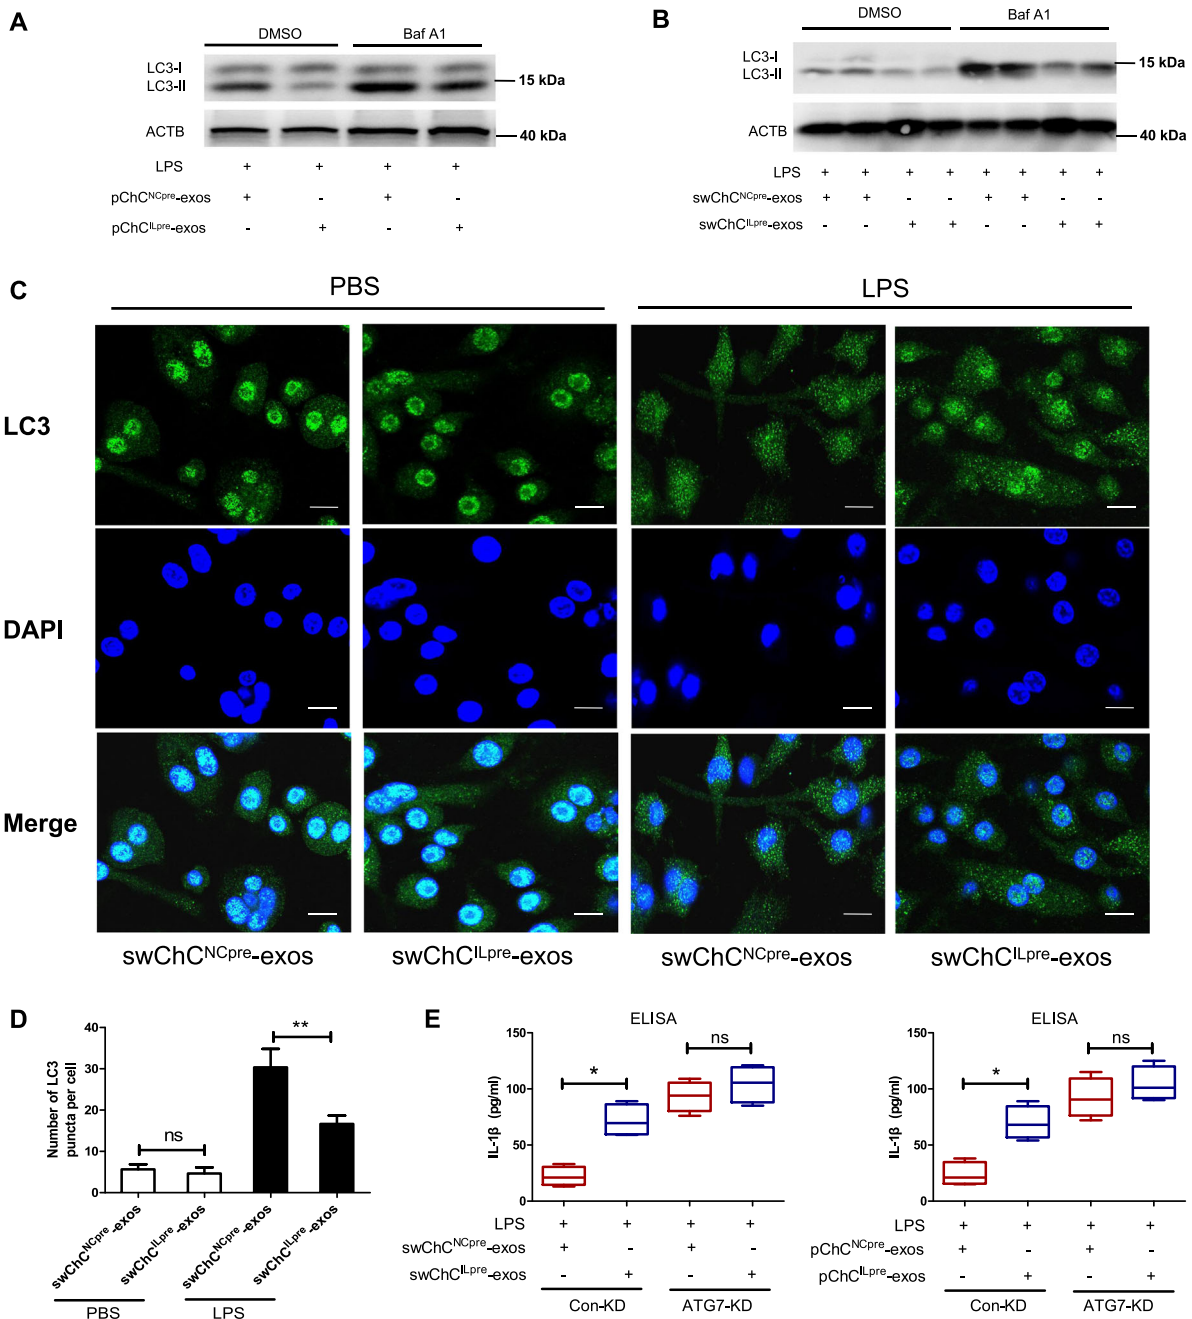 A
DMSO
Baf A1
LC3-I
LC3-II
15 kDa
ACTB
40 kDa
LPS + + + +
pChC^NCpre-exos + - + -
pChC^ILpre-exos - + - +
B
DMSO
Baf A1
LC3-I
LC3-II
15 kDa
ACTB
40 kDa
LPS + + + + + + + +
swChC^NCpre-exos + + - - + + - -
swChC^ILpre-exos - - + + - - + +
C
PBS
LPS
LC3
DAPI
Merge
swChC^NCpre-exos
swChC^ILpre-exos
swChC^NCpre-exos
swChC^ILpre-exos
D
Number of LC3
puncta per cell
40
30
20
10
0
ns
**
swChC^NCpre-exos
swChC^ILpre-exos
swChC^NCpre-exos
swChC^ILpre-exos
PBS
LPS
E
ELISA
IL-1β (pg/ml)
150
100
50
0
*
ns
LPS + + + +
swChC^NCpre-exos + - + -
swChC^ILpre-exos - + - +
Con-KD
ATG7-KD
ELISA
IL-1β (pg/ml)
150
100
50
0
*
ns
LPS + + + +
pChC^NCpre-exos + - + -
pChC^ILpre-exos - + - +
Con-KD
ATG7-KD